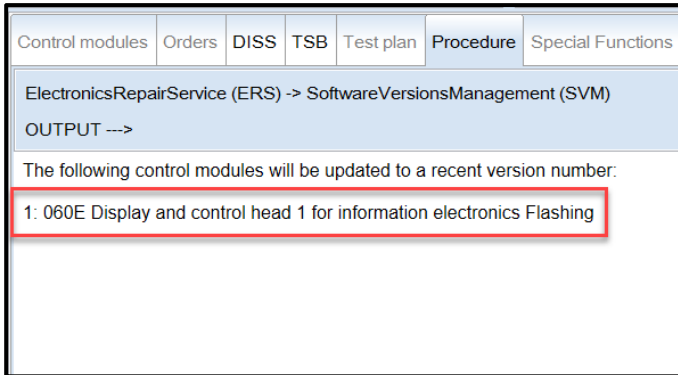 Control modules Orders DISS TSB Test plan Procedure Special Functions
ElectronicsRepairService (ERS) -> SoftwareVersionsManagement (SVM)
OUTPUT --->
The following control modules will be updated to a recent version number:
1: 060E Display and control head 1 for information electronics Flashing